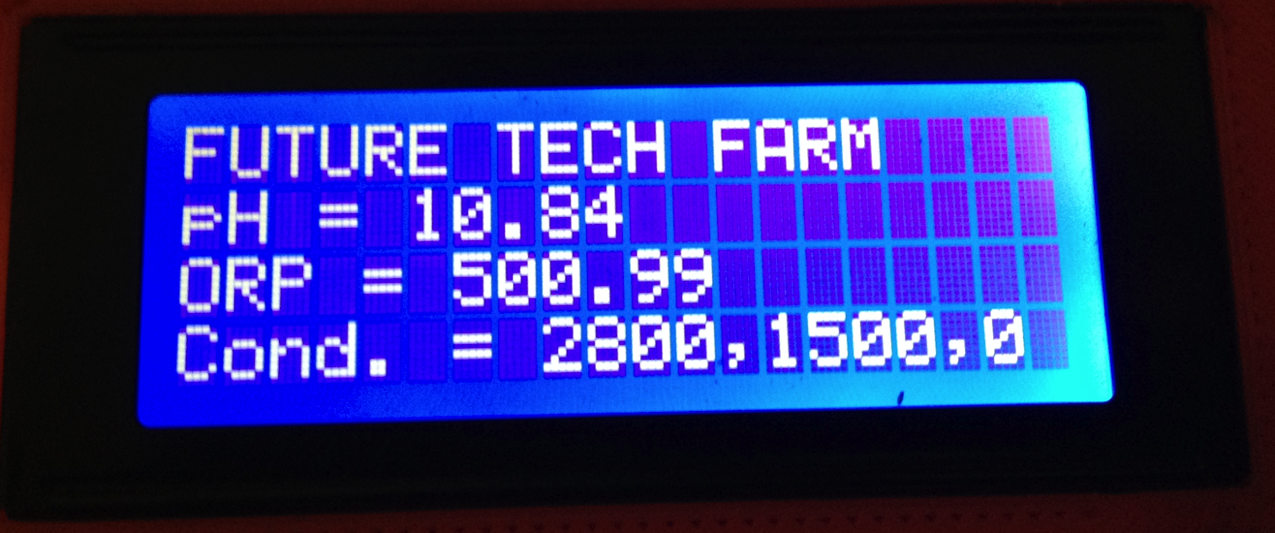 FUTURE TECH FARM
pH = 10.84
ORP = 500.99
Cond. = 2800,1500,0